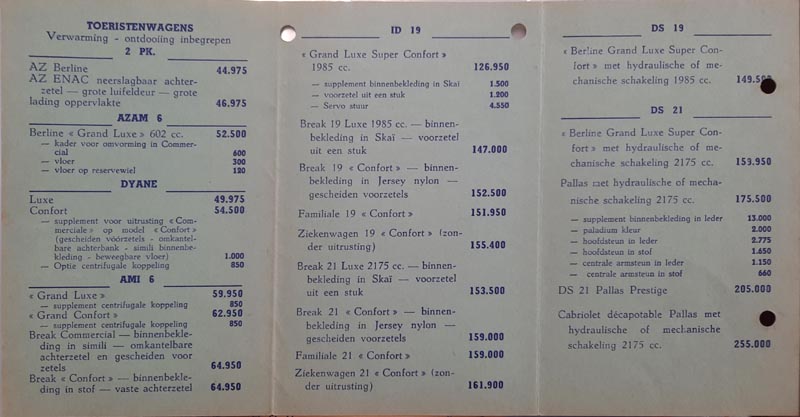 TOERISTENWAGENS
Verwarming - ontdooiing inbegrepen
2 PK.
AZ Berline 44.975
AZ ENAC neerslagbaar achter-
zetel — grote luifeldeur — grote
lading oppervlakte 46.975
AZAM 6
Berline « Grand Luxe » 602 cc. 52.500
— kader voor omvorming in Commer-
cial 600
— vloer 300
— vloer op reservewiel 120
DYANE
Luxe 49.975
Confort 54.500
— supplement voor uitrusting «Com-
merciale » op model « Confort »
(gescheiden vóórzetels - omkantel-
bare achterbank - simili binnenbe-
kleding - beweegbare vloer) 1.000
— Optie centrifugale koppeling 850
AMI 6
« Grand Luxe » 59.950
— supplement centrifugale koppeling 850
« Grand Confort » 62.950
— supplement centrifugale koppeling 850
Break Commercial — binnenbekle-
ding in simili — omkantelbare
achterzetel en gescheiden voor
zetels 64.950
Break « Confort » — binnenbekle-
ding in stof — vaste achterzetel 64.950
ID 19
« Grand Luxe Super Confort »
1985 cc. 126.950
— supplement binnenbekleding in Skai 1.500
— voorzetel uit een stuk 1.200
— Servo stuur 4.550
Break 19 Luxe 1985 cc. — binnen-
bekleding in Skaï — voorzetel
uit een stuk 147.000
Break 19 « Confort » — binnen-
bekleding in Jersey nylon —
gescheiden voorzetels 152.500
Familiale 19 « Confort » 151.950
Ziekenwagen 19 « Confort » (zon-
der uitrusting) 155.400
Break 21 Luxe 2175 cc. — binnen-
bekleding in Skaï — voorzetel
uit een stuk 153.500
Break 21 « Confort » — binnen-
bekleding in Jersey nylon —
gescheiden voorzetels 159.000
Familiale 21 « Confort » 159.000
Ziekenwagen 21 « Confort » (zon-
der uitrusting) 161.900
DS 19
« Berline Grand Luxe Super Con-
fort » met hydraulische of me-
chanische schakeling 1985 cc.
DS 21
« Berline Grand Luxe Super Con-
fort » met hydraulische of me-
chanische schakeling 2175 cc. 153.950
Pallas met hydraulische of mecha-
nische schakeling 2175 cc. 175.500
— supplement binnenbekleding in leder 13.000
— paladium kleur 2.000
— hoofdsteun in leder 2.775
— hoofdsteun in stof 1.650
— centrale armsteun in leder 1.150
— centrale armsteun in stof 660
DS 21 Pallas Prestige 205.000
Cabriolet décapotable Pallas met
hydraulische of mechanische
schakeling 2175 cc. 255.000